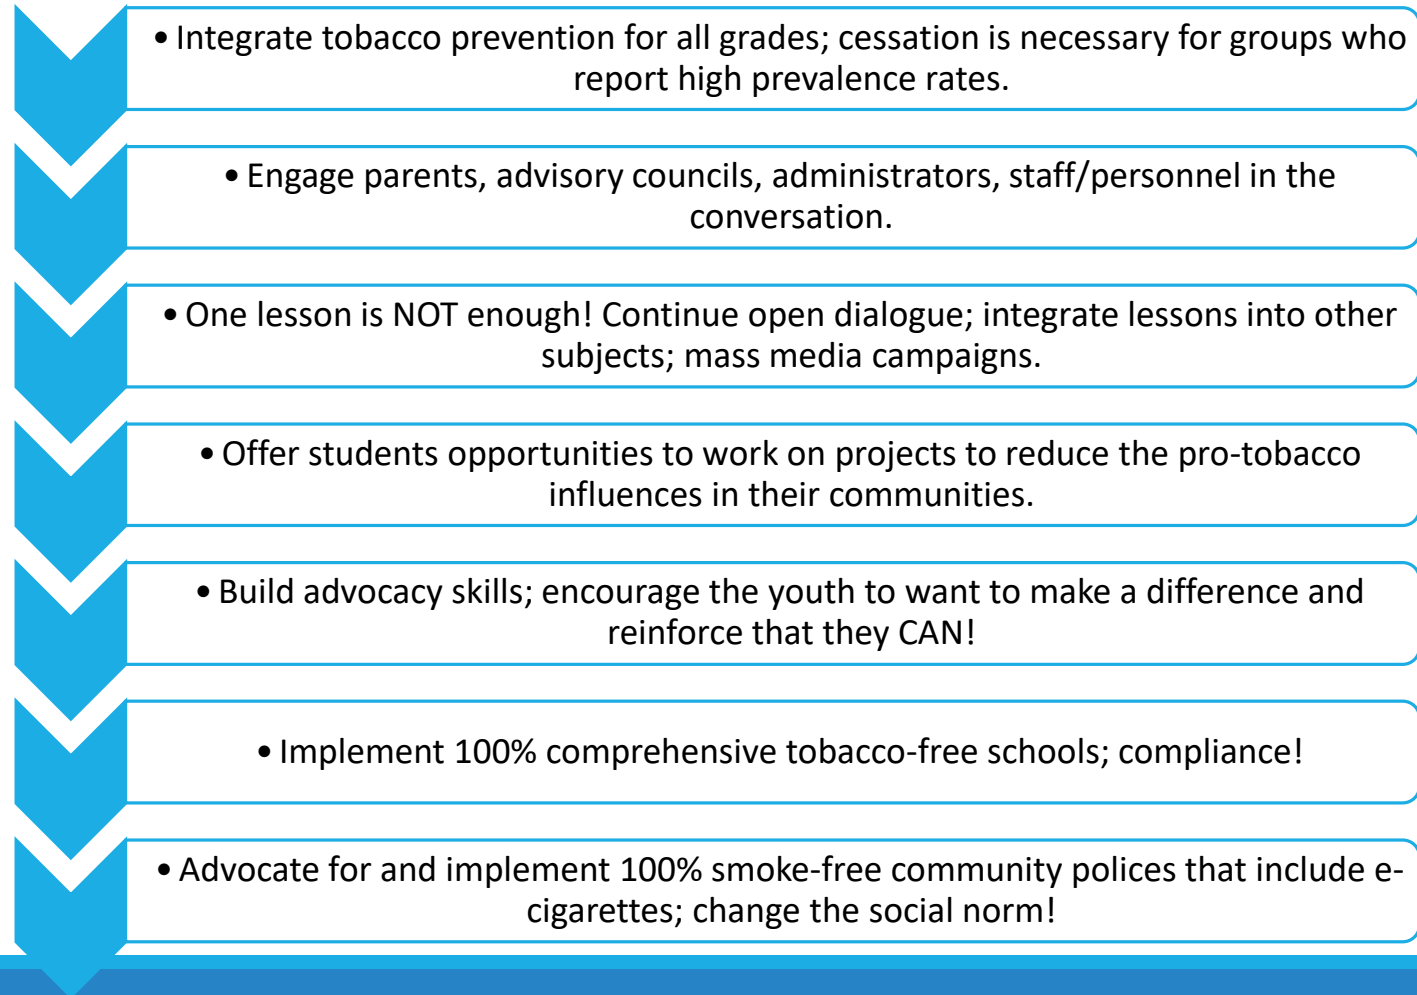 • Integrate tobacco prevention for all grades; cessation is necessary for groups who
report high prevalence rates.
• Engage parents, advisory councils, administrators, staff/personnel in the
conversation.
• One lesson is NOT enough! Continue open dialogue; integrate lessons into other
subjects; mass media campaigns.
• Offer students opportunities to work on projects to reduce the pro-tobacco
influences in their communities.
• Build advocacy skills; encourage the youth to want to make a difference and
reinforce that they CAN!
• Implement 100% comprehensive tobacco-free schools; compliance!
• Advocate for and implement 100% smoke-free community polices that include e-
cigarettes; change the social norm!